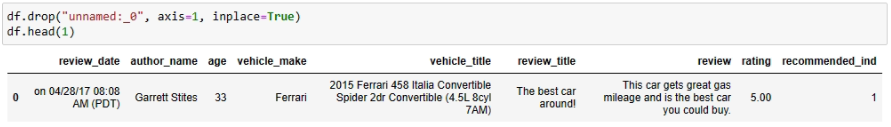 df.drop("unnamed:_0", axis=1, inplace=True)
df.head(1)
review_date author_name age vehicle_make vehicle_title review_title review rating recommended_ind
0 on 04/28/17 08:08 AM (PDT) Garrett Stites 33 Ferrari 2015 Ferrari 458 Italia Convertible Spider 2dr Convertible (4.5L 8cyl 7AM) The best car around! This car gets great gas mileage and is the best car you could buy. 5.00 1